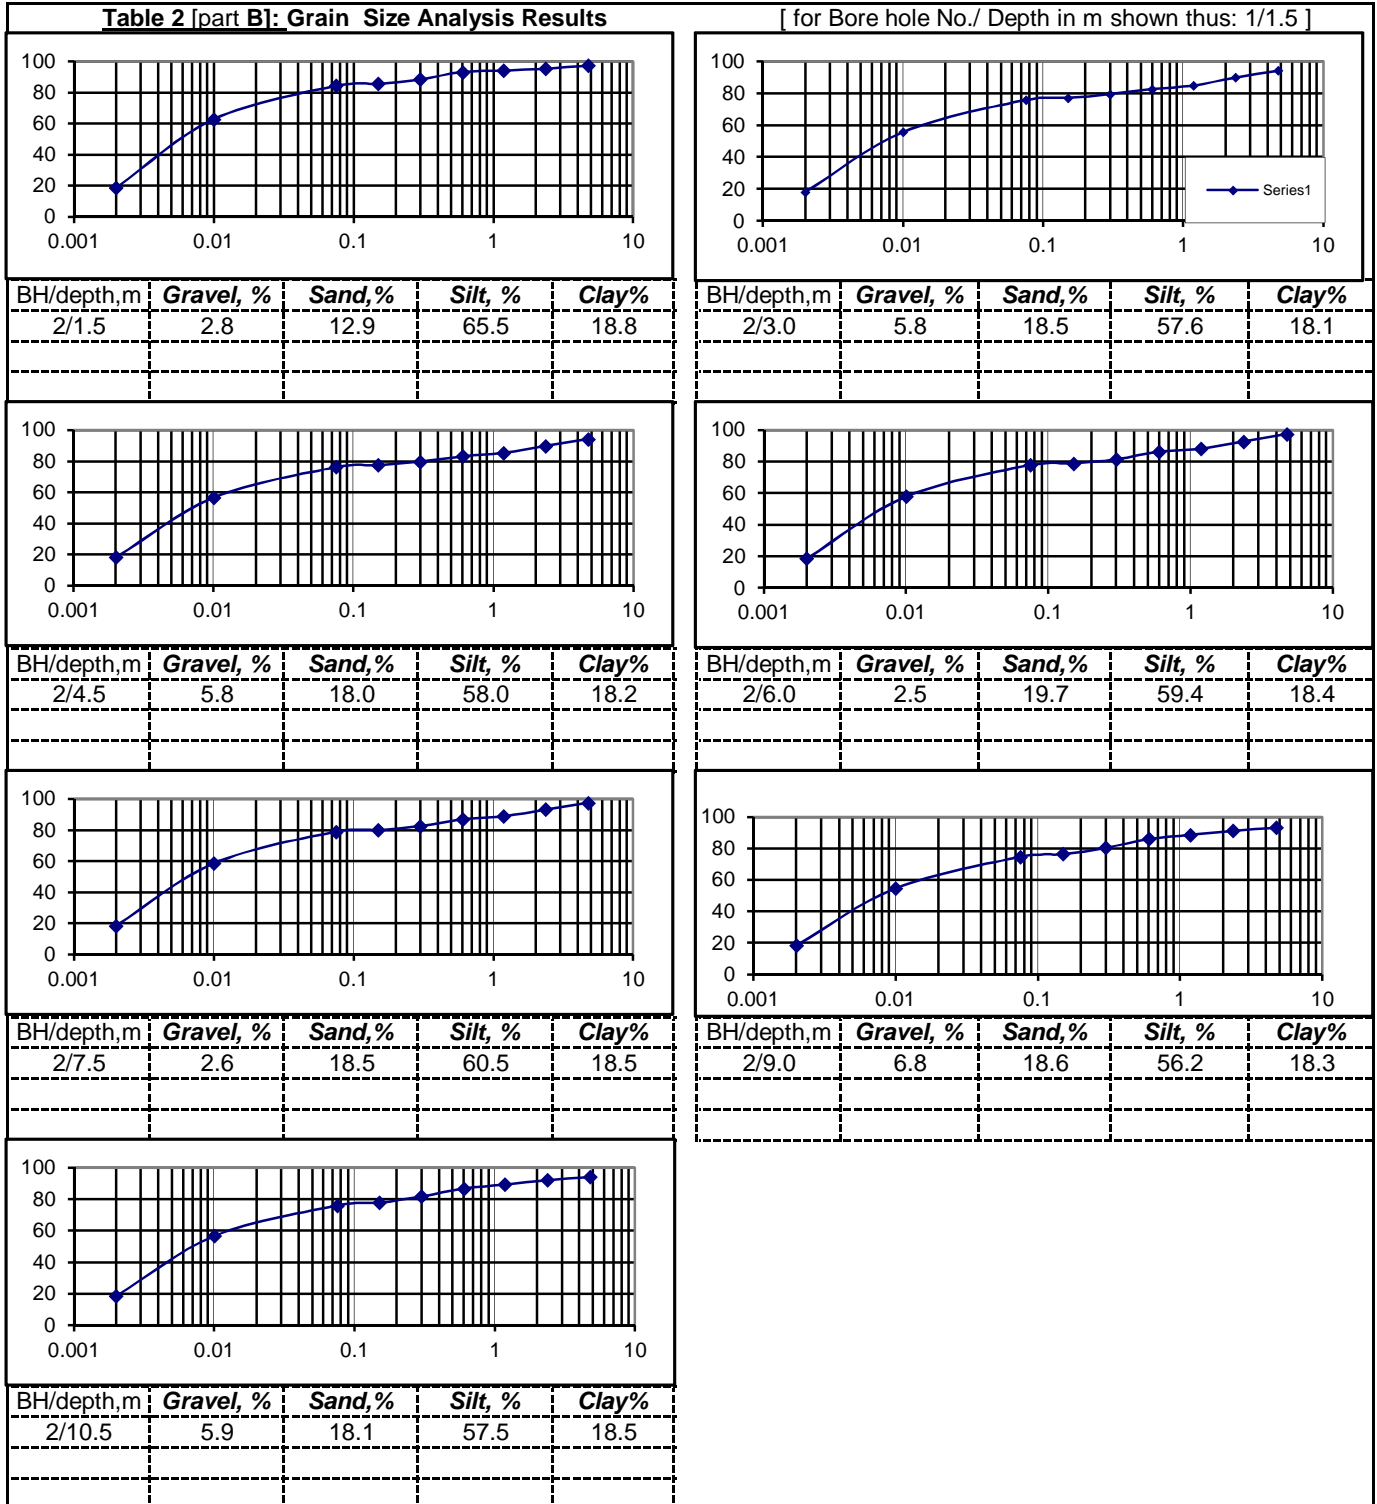 Table 2 [part B]: Grain Size Analysis Results [ for Bore hole No./ Depth in m shown thus: 1/1.5 ]
100
80
60
40
20
0
0.001 0.01 0.1 1 10
BH/depth,m Gravel, % Sand,% Silt, % Clay%
2/1.5 2.8 12.9 65.5 18.8
100
80
60
40
20
0
0.001 0.01 0.1 1 10
Series1
BH/depth,m Gravel, % Sand,% Silt, % Clay%
2/3.0 5.8 18.5 57.6 18.1
100
80
60
40
20
0
0.001 0.01 0.1 1 10
BH/depth,m Gravel, % Sand,% Silt, % Clay%
2/4.5 5.8 18.0 58.0 18.2
100
80
60
40
20
0
0.001 0.01 0.1 1 10
BH/depth,m Gravel, % Sand,% Silt, % Clay%
2/6.0 2.5 19.7 59.4 18.4
100
80
60
40
20
0
0.001 0.01 0.1 1 10
BH/depth,m Gravel, % Sand,% Silt, % Clay%
2/7.5 2.6 18.5 60.5 18.5
100
80
60
40
20
0
0.001 0.01 0.1 1 10
BH/depth,m Gravel, % Sand,% Silt, % Clay%
2/9.0 6.8 18.6 56.2 18.3
100
80
60
40
20
0
0.001 0.01 0.1 1 10
BH/depth,m Gravel, % Sand,% Silt, % Clay%
2/10.5 5.9 18.1 57.5 18.5